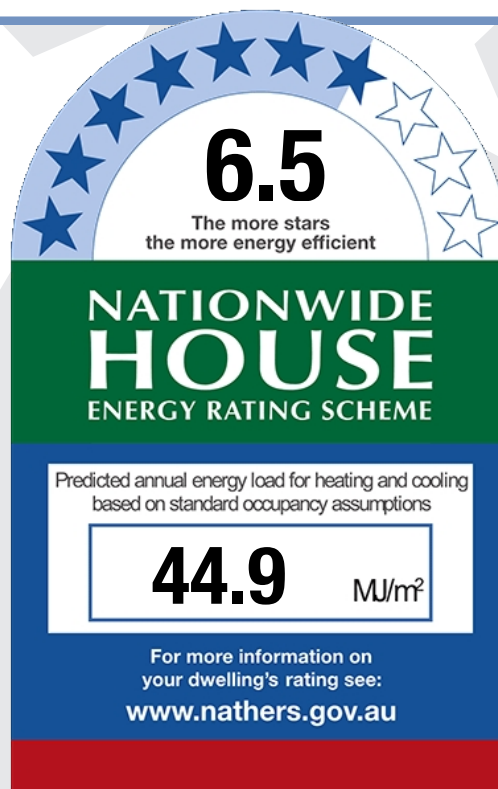 6.5
The more stars
the more energy efficient
NATIONWIDE
HOUSE
ENERGY RATING SCHEME
Predicted annual energy load for heating and cooling
based on standard occupancy assumptions
44.9 MJ/m²
For more information on
your dwelling's rating see:
www.nathers.gov.au